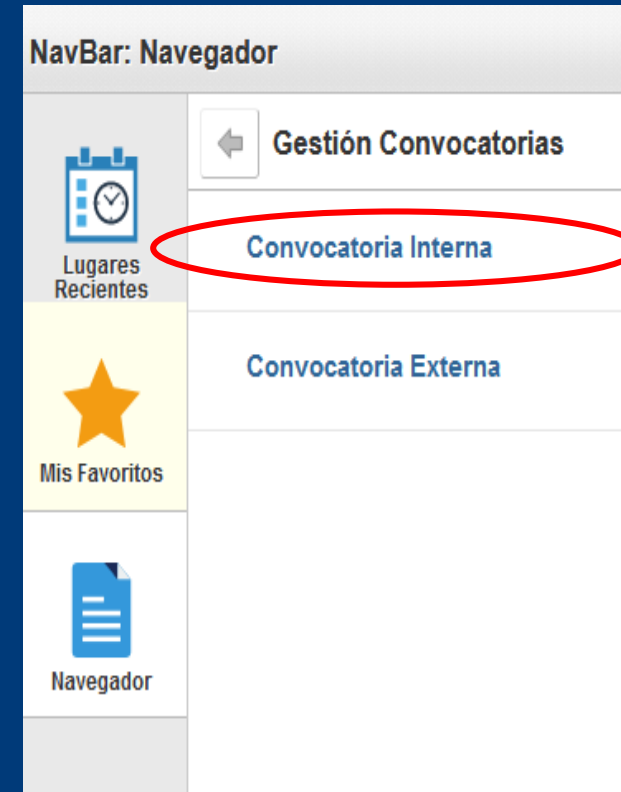 NavBar: Navegador
Gestión Convocatorias
Lugares
Recientes
Convocatoria Interna
Convocatoria Externa
Mis Favoritos
Navegador